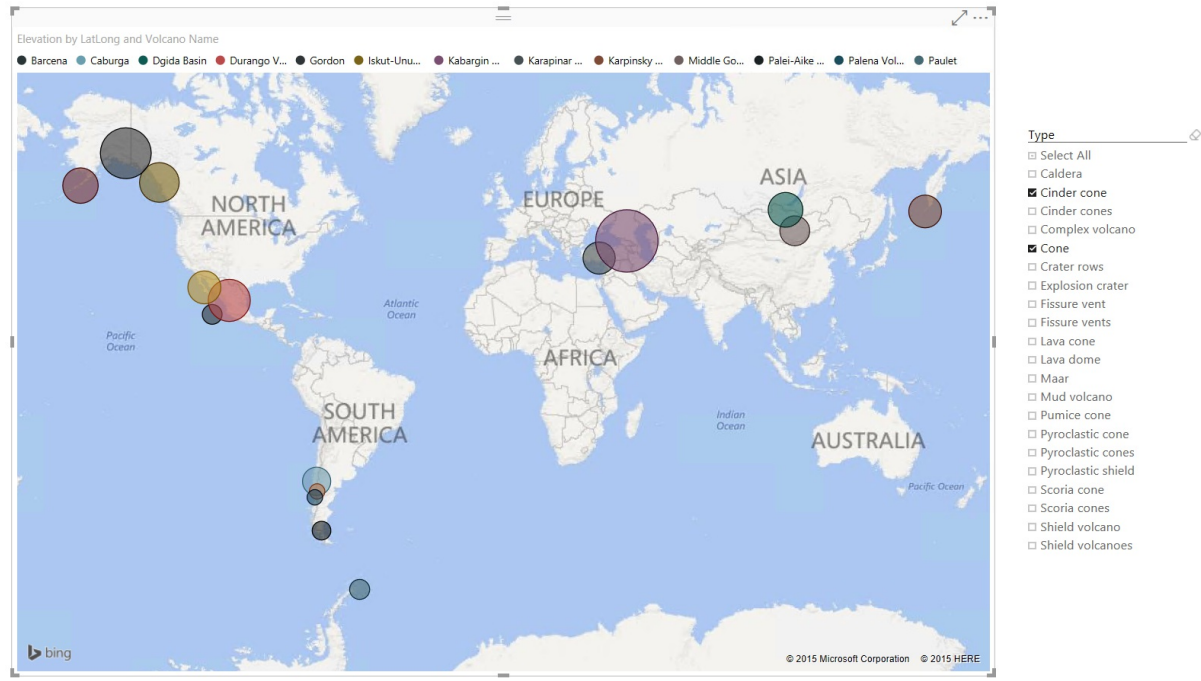 Elevation by LatLong and Volcano Name
Barcena Caburga Dgida Basin Durango V... Gordon Iskut-Unu... Kabargin ... Karapinar ... Karpinsky ... Middle Go... Palei-Aike ... Palena Vol... Paulet
NORTH
AMERICA
EUROPE
ASIA
Atlantic
Ocean
Pacific
Ocean
AFRICA
SOUTH
AMERICA
Indian
Ocean
AUSTRALIA
Pacific Ocean
bing
© 2015 Microsoft Corporation © 2015 HERE
Type
Select All
Caldera
Cinder cone
Cinder cones
Complex volcano
Cone
Crater rows
Explosion crater
Fissure vent
Fissure vents
Lava cone
Lava dome
Maar
Mud volcano
Pumice cone
Pyroclastic cone
Pyroclastic cones
Pyroclastic shield
Scoria cone
Scoria cones
Shield volcano
Shield volcanoes